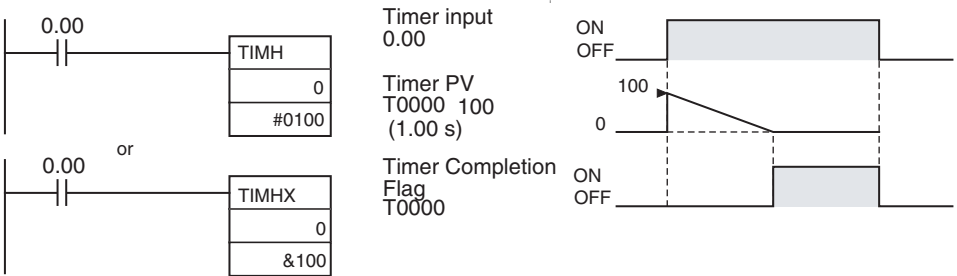 0.00
TIMH
0
#0100
or
0.00
TIMHX
0
&100
Timer input
0.00
ON
OFF
Timer PV
T0000 100
(1.00 s)
100
0
Timer Completion
Flag
T0000
ON
OFF